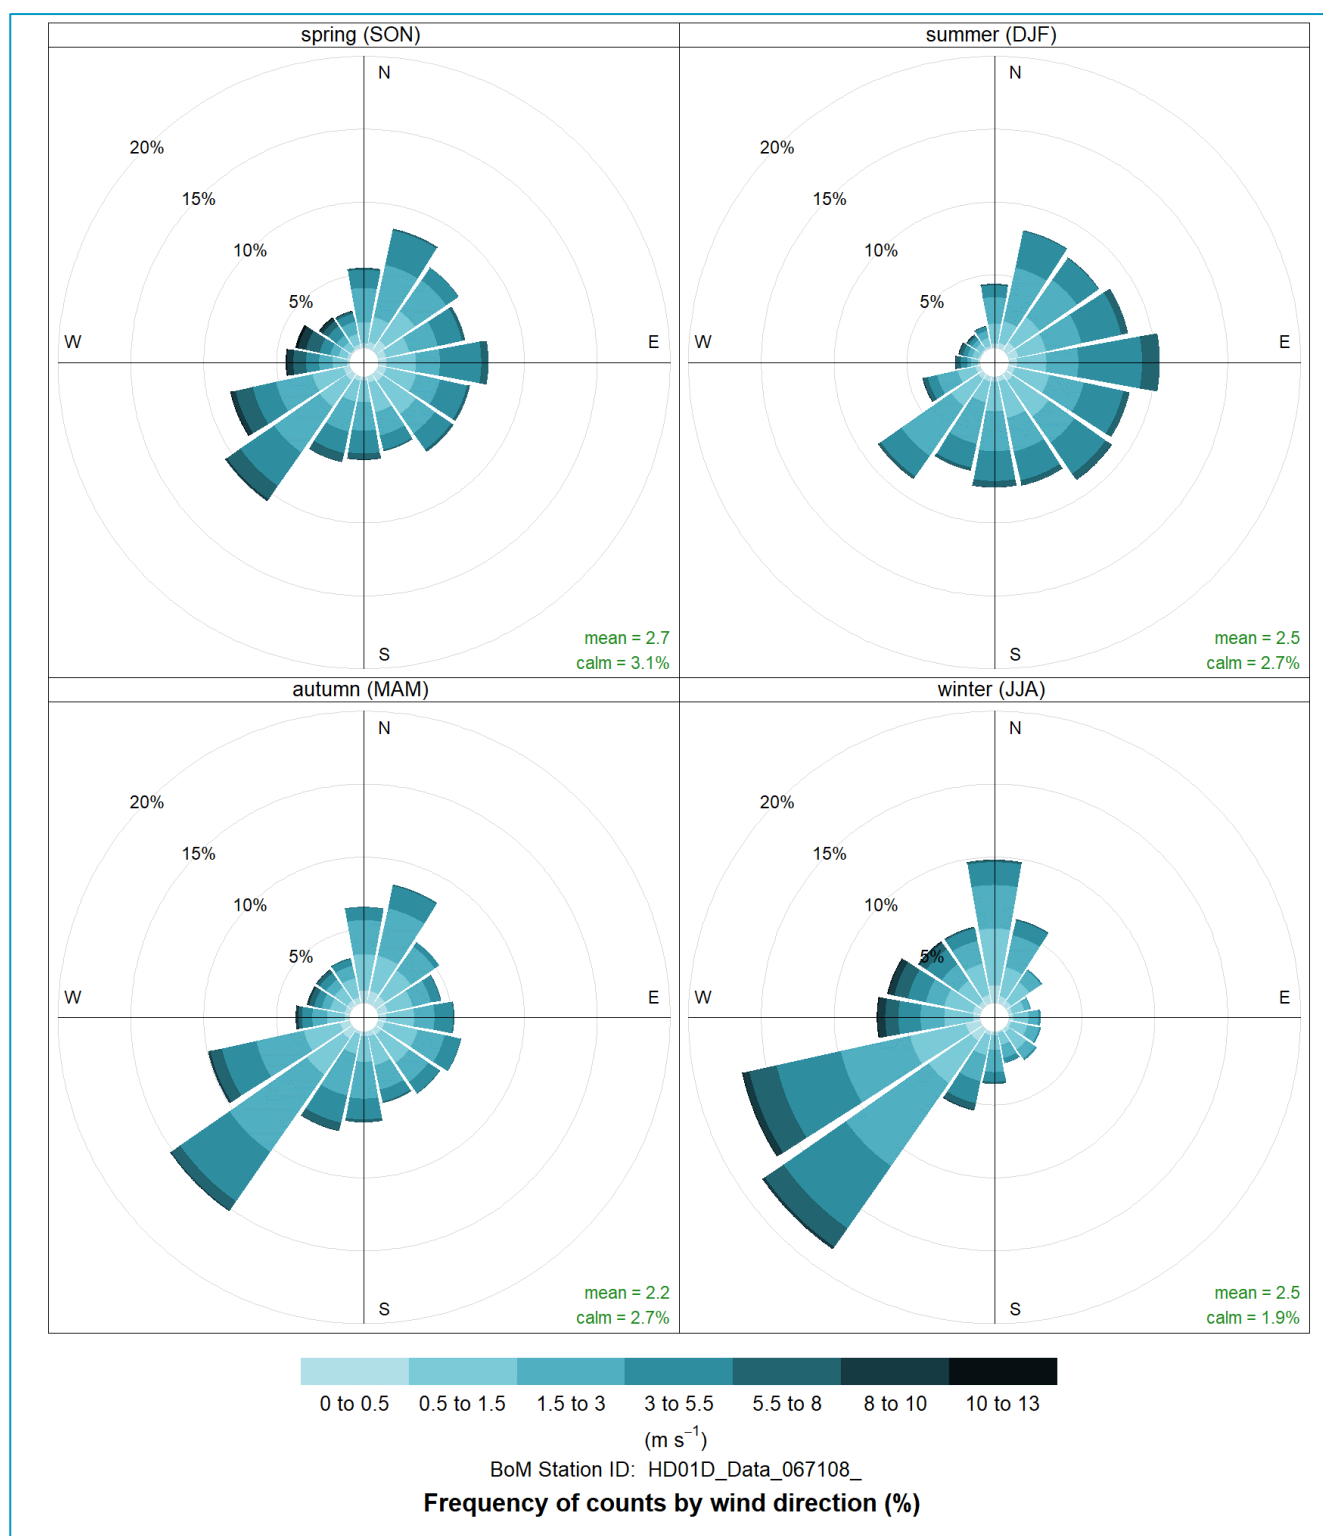 spring (SON)
summer (DJF)
N
20%
15%
10%
5%
W
E
S
mean = 2.7
calm = 3.1%
N
20%
15%
10%
5%
W
E
S
mean = 2.5
calm = 2.7%
autumn (MAM)
winter (JJA)
N
20%
15%
10%
5%
W
E
S
mean = 2.2
calm = 2.7%
N
20%
15%
10%
5%
W
E
S
mean = 2.5
calm = 1.9%
0 to 0.5 0.5 to 1.5 1.5 to 3 3 to 5.5 5.5 to 8 8 to 10 10 to 13
(m s⁻¹)
BoM Station ID: HD01D_Data_067108_
Frequency of counts by wind direction (%)